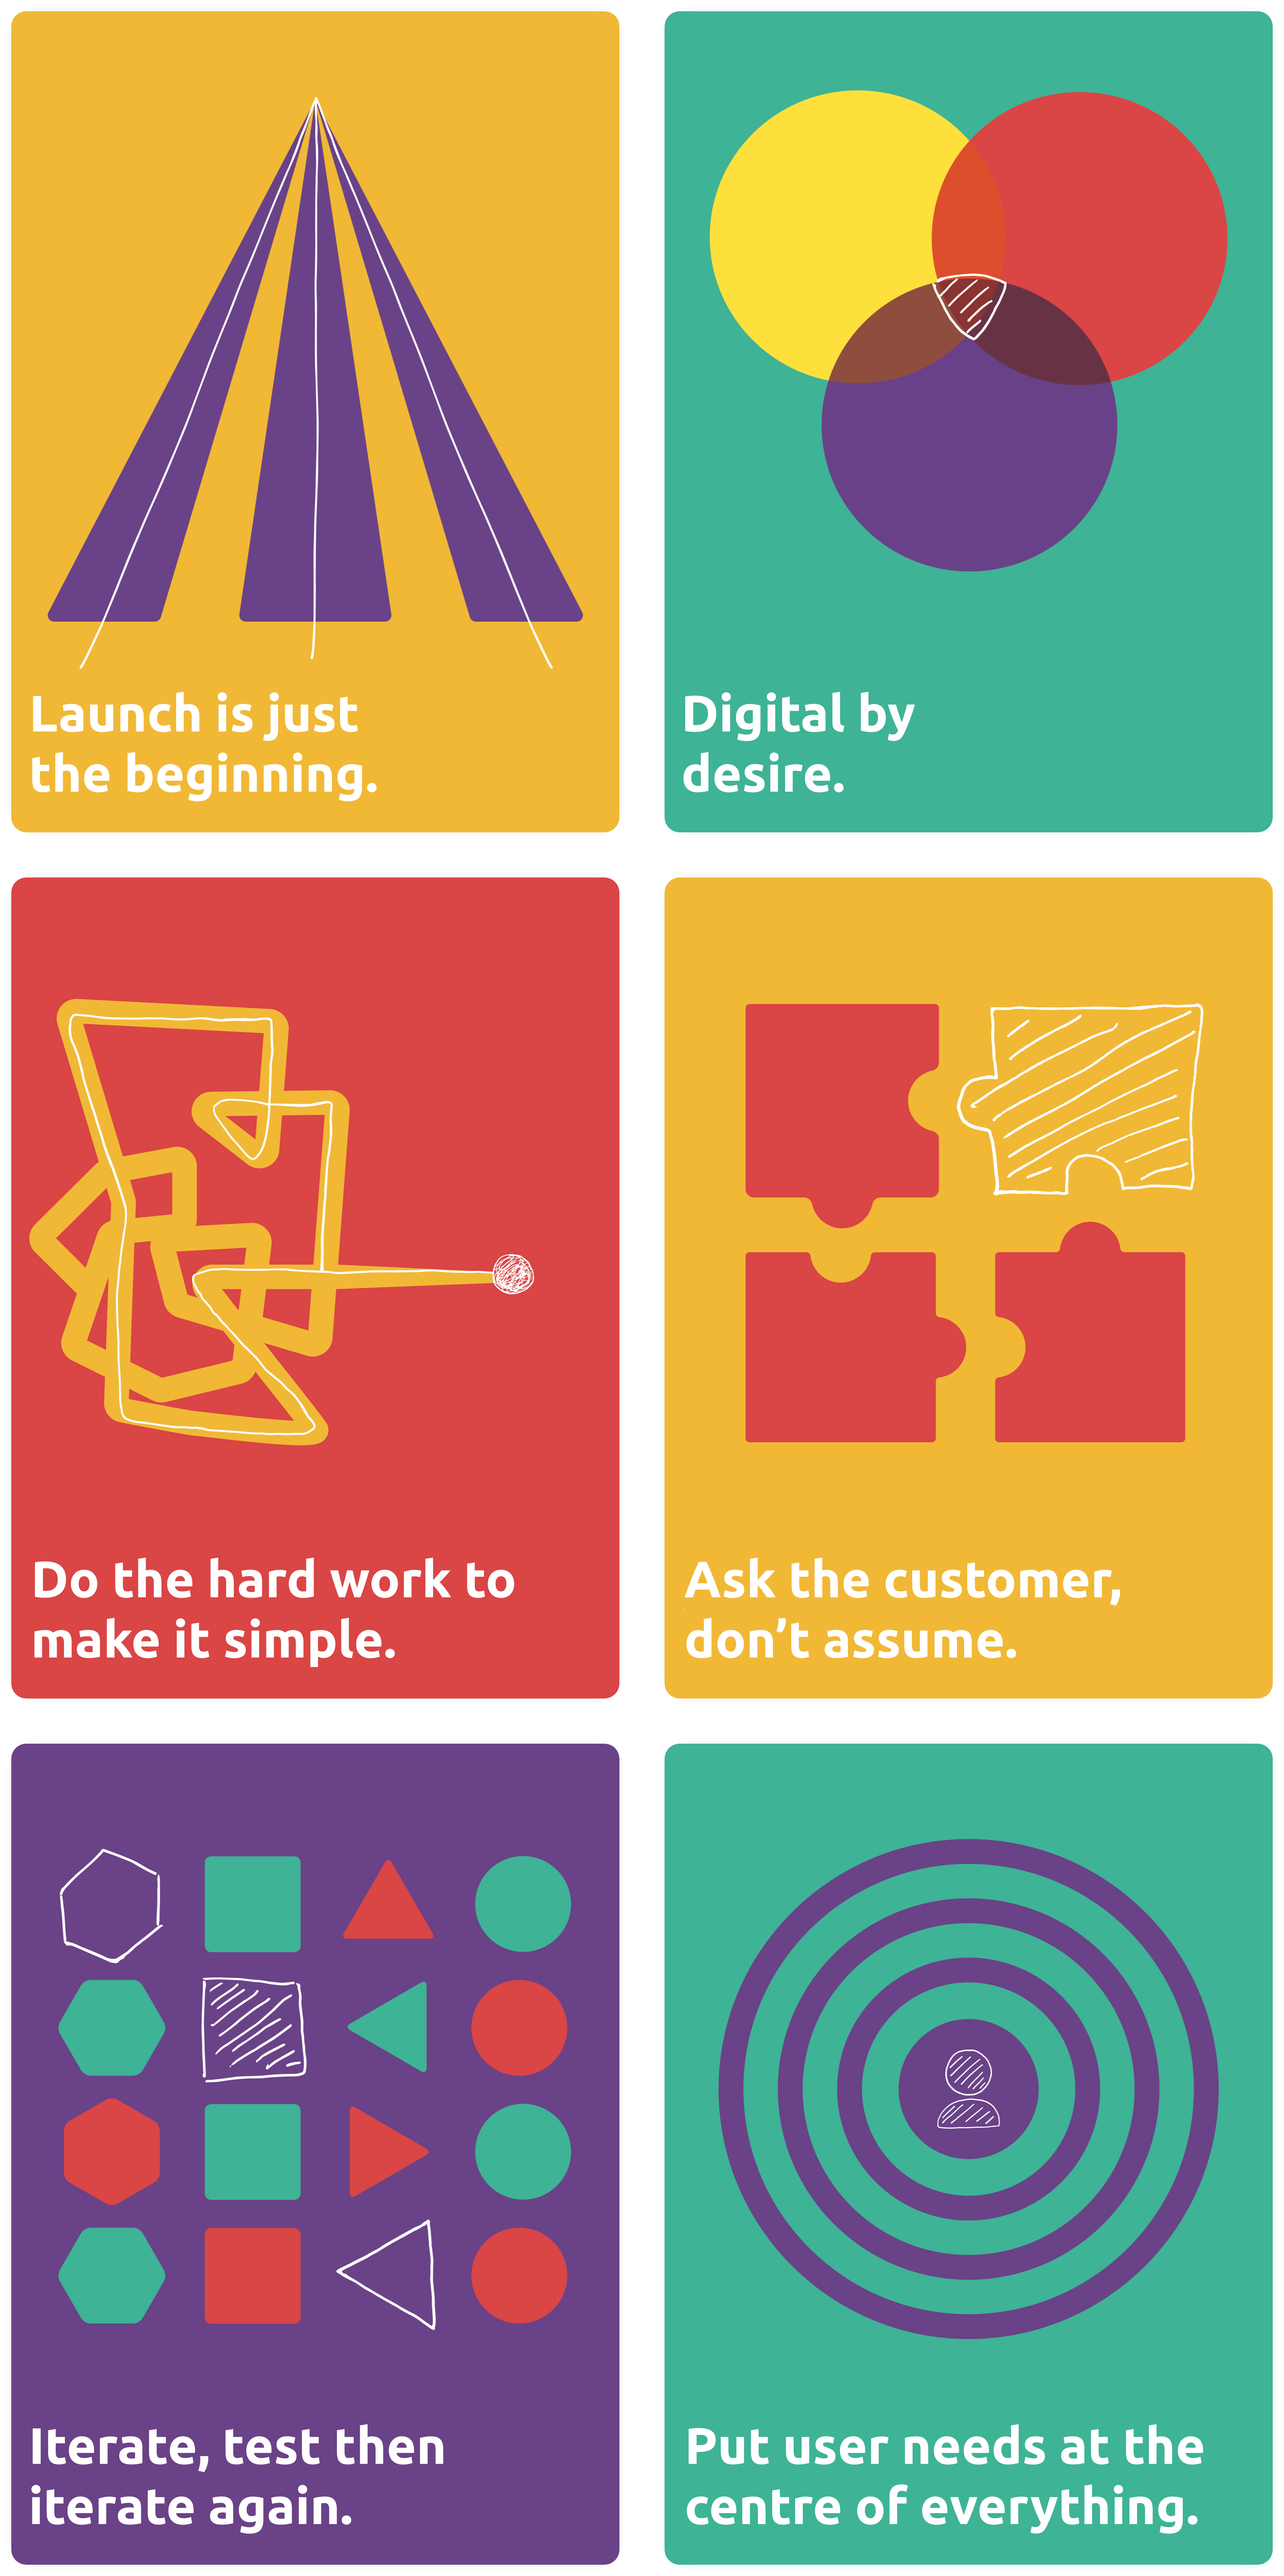 Launch is just
the beginning.
Digital by
desire.
Do the hard work to
make it simple.
Ask the customer,
don’t assume.
Iterate, test then
iterate again.
Put user needs at the
centre of everything.